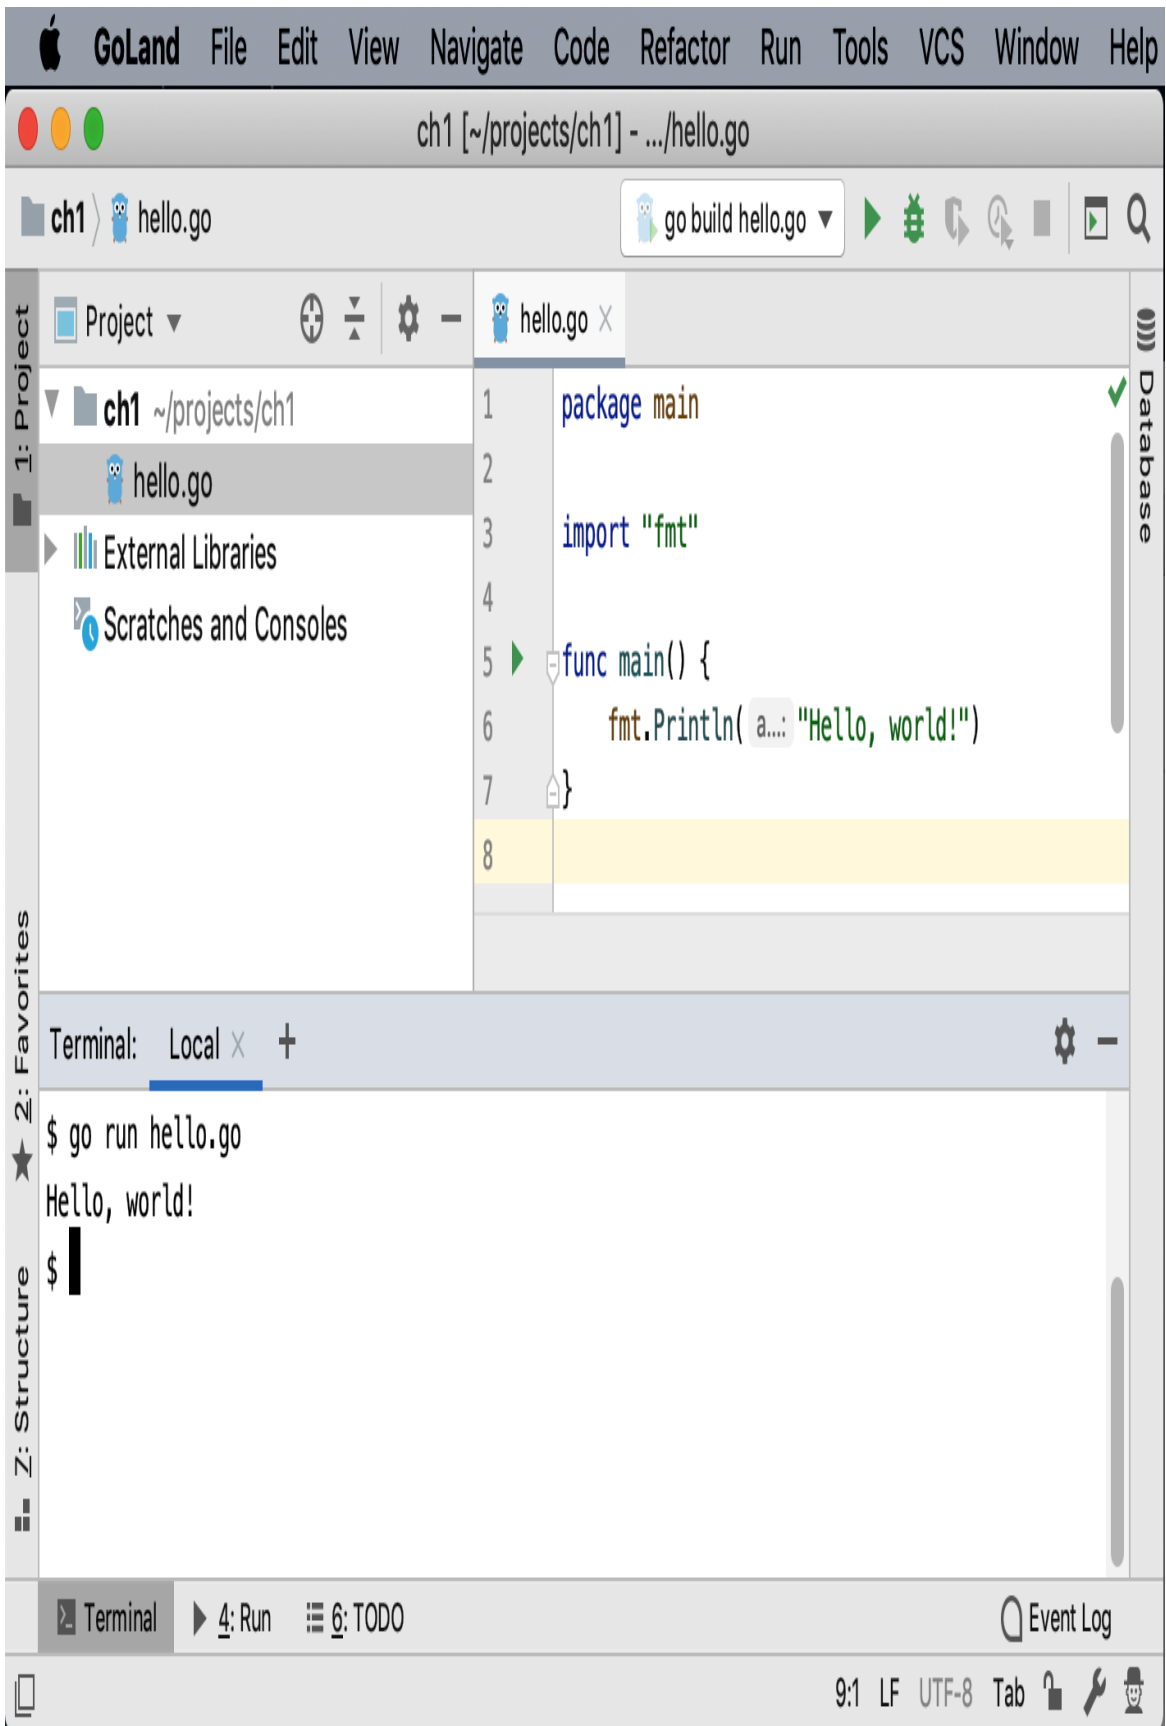 GoLand File Edit View Navigate Code Refactor Run Tools VCS Window Help
ch1 [~/projects/ch1] - .../hello.go
ch1 hello.go go build hello.go
1: Project
Project
hello.go
ch1 ~/projects/ch1
hello.go
External Libraries
Scratches and Consoles
1 package main
2
3 import "fmt"
4
5 func main() {
6 fmt.Println( a...: "Hello, world!")
7 }
8
Database
2: Favorites
Z: Structure
Terminal: Local +
$ go run hello.go
Hello, world!
$
Terminal 4: Run 6: TODO Event Log
9:1 LF UTF-8 Tab